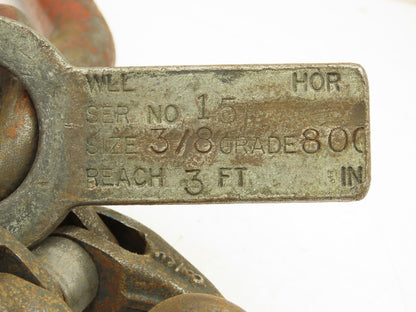 WLL HOR
SER NO. 15
SIZE 3/8 GRADE 800
REACH 3 FT IN